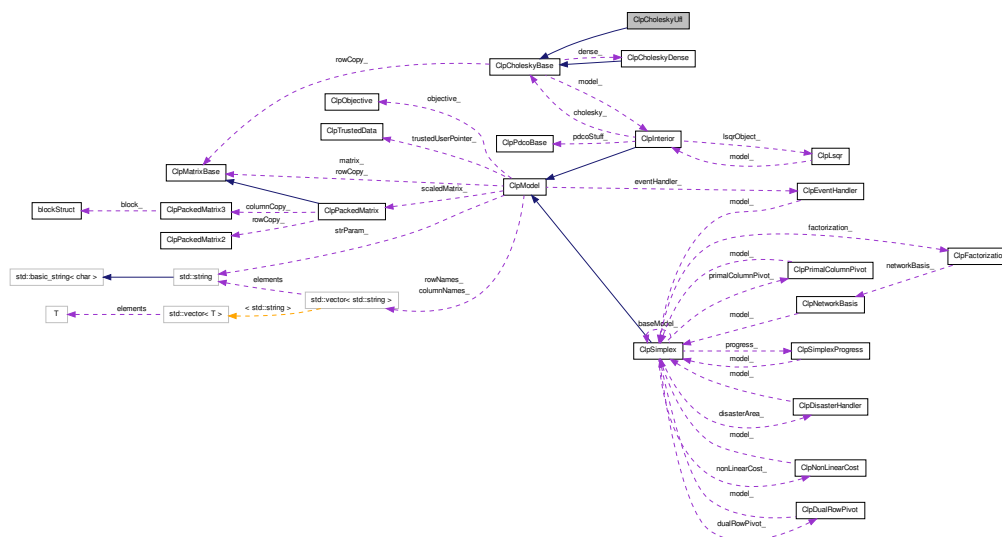 ClpCholeskyUfl
dense_
rowCopy_
ClpCholeskyBase
ClpCholeskyDense
model_
objective_
ClpObjective
cholesky_
ClpTrustedData
trustedUserPointer_
ClpPdcoBase
pdcoStuff_
ClpInterior
lsqrObject_
ClpLsqr
model_
matrix_
rowCopy_
ClpMatrixBase
ClpModel
eventHandler_
ClpEventHandler
scaledMatrix_
blockStruct
block_
ClpPackedMatrix3
columnCopy_
ClpPackedMatrix
model_
rowCopy_
ClpPackedMatrix2
strParam_
factorization_
ClpFactorization
model_
ClpPrimalColumnPivot
primalColumnPivot_
networkBasis_
std::basic_string< char >
std::string
elements
rowNames_
columnNames_
std::vector< std::string >
ClpNetworkBasis
< std::string >
T
elements
std::vector< T >
model_
baseModel_
ClpSimplex
progress_
ClpSimplexProgress
model_
model_
ClpDisasterHandler
disasterArea_
model_
nonLinearCost_
ClpNonLinearCost
model_
ClpDualRowPivot
dualRowPivot_